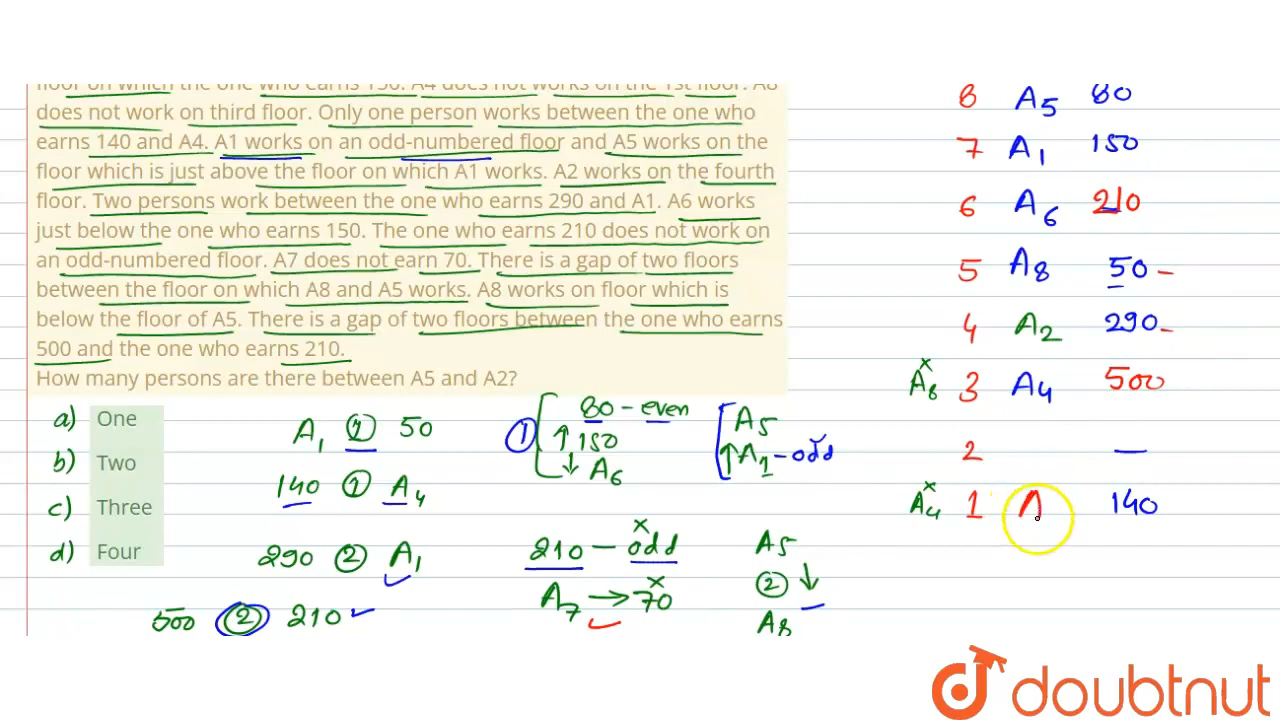 floor on which the one who earns 150. A4 does not works on the 1st floor. A8
does not work on third floor. Only one person works between the one who
earns 140 and A4. A1 works on an odd-numbered floor and A5 works on the
floor which is just above the floor on which A1 works. A2 works on the fourth
floor. Two persons work between the one who earns 290 and A1. A6 works
just below the one who earns 150. The one who earns 210 does not work on
an odd-numbered floor. A7 does not earn 70. There is a gap of two floors
between the floor on which A8 and A5 works. A8 works on floor which is
below the floor of A5. There is a gap of two floors between the one who earns
500 and the one who earns 210.
How many persons are there between A5 and A2?
a) One
b) Two
c) Three
d) Four
A1 1 50
140 1 A4
290 2 A1
500 2 210
1 80 - even
↑ 150
↓ A6
A5
↑ A1 - odd
210 - odd x
A7 → 70 x
A5
2 ↓
A8
8 A5 80
7 A1 150
6 A6 210
5 A8 50 -
4 A2 290 -
A8 x 3 A4 500
2 —
A4 x 1 A 140
doubtnut